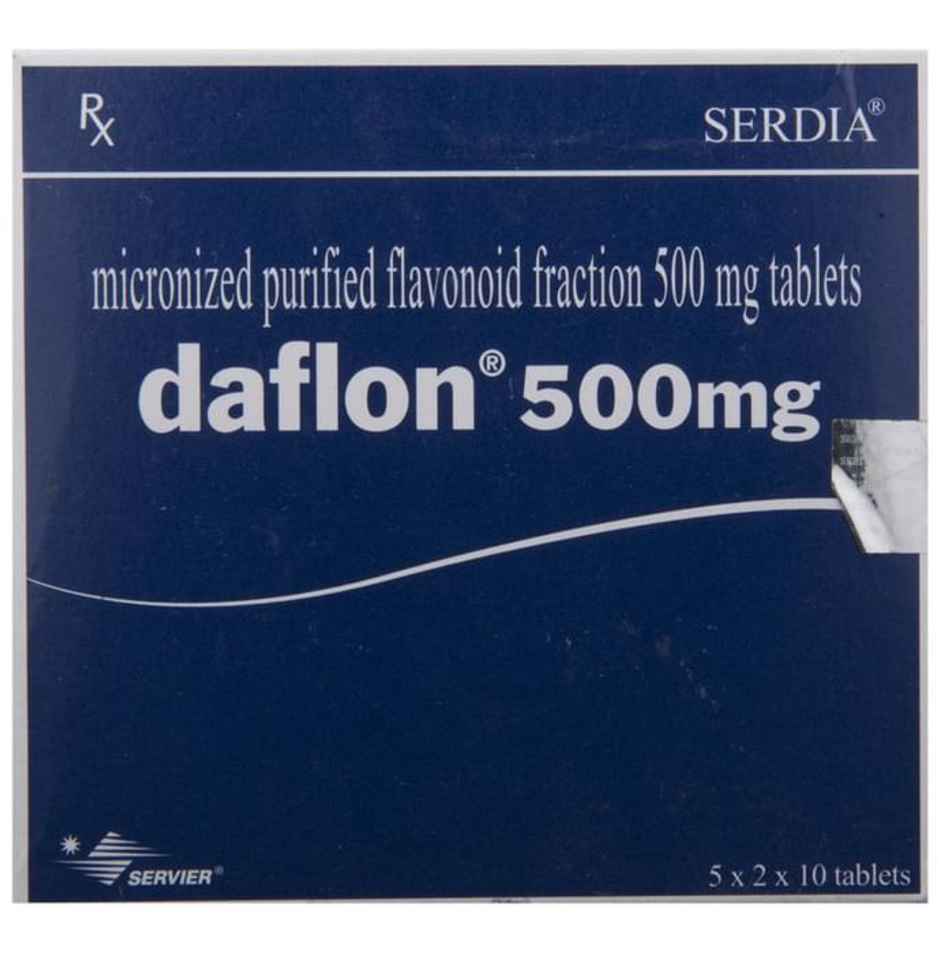 Rx
SERDIA®
micronized purified flavonoid fraction 500 mg tablets
daflon® 500mg
SERVIER®
5 x 2 x 10 tablets